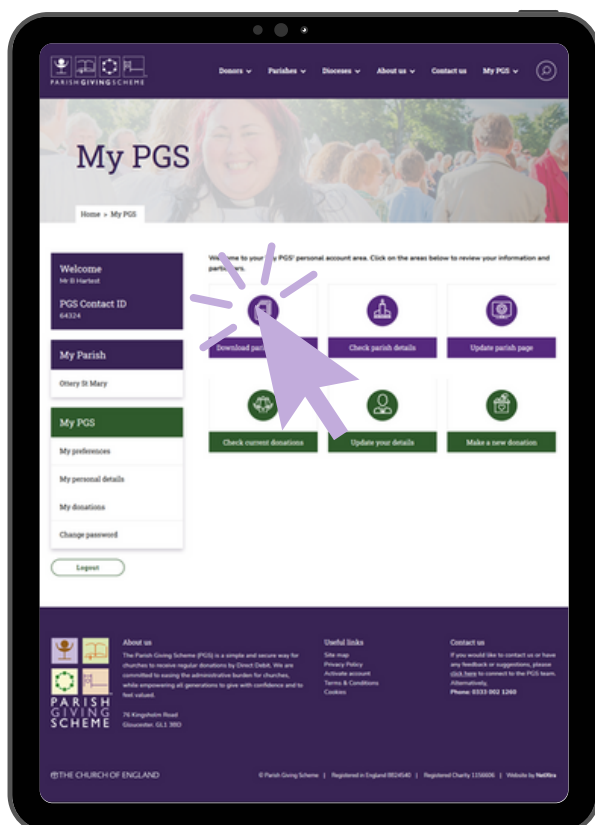 PARISH GIVING SCHEME
Donors
Parishes
Dioceses
About us
Contact us
My PGS
My PGS
Home > My PGS
Welcome
Mr B Hartest
PGS Contact ID
64324
My Parish
Ottery St Mary
My PGS
My preferences
My personal details
My donations
Change password
Logout
to your My PGS' personal account area. Click on the areas below to review your information and
Download
Check parish details
Update parish page
Check current donations
Update your details
Make a new donation
PARISH
GIVING
SCHEME
About us
The Parish Giving Scheme (PGS) is a simple and secure way for
churches to receive regular donations by Direct Debit. We are
committed to easing the administrative burden for churches,
while empowering all generations to give with confidence and to
feel valued.
76 Kingsholm Road
Gloucester, GL1 3BD
Useful links
Site map
Privacy Policy
Activate account
Terms & Conditions
Cookies
Contact us
If you would like to contact us or have
any feedback or suggestions, please
click here to connect to the PGS team.
Alternatively,
Phone: 0333 002 1260
THE CHURCH OF ENGLAND
© Parish Giving Scheme | Registered in England 8824540 | Registered Charity 1156606 | Website by NetXtra